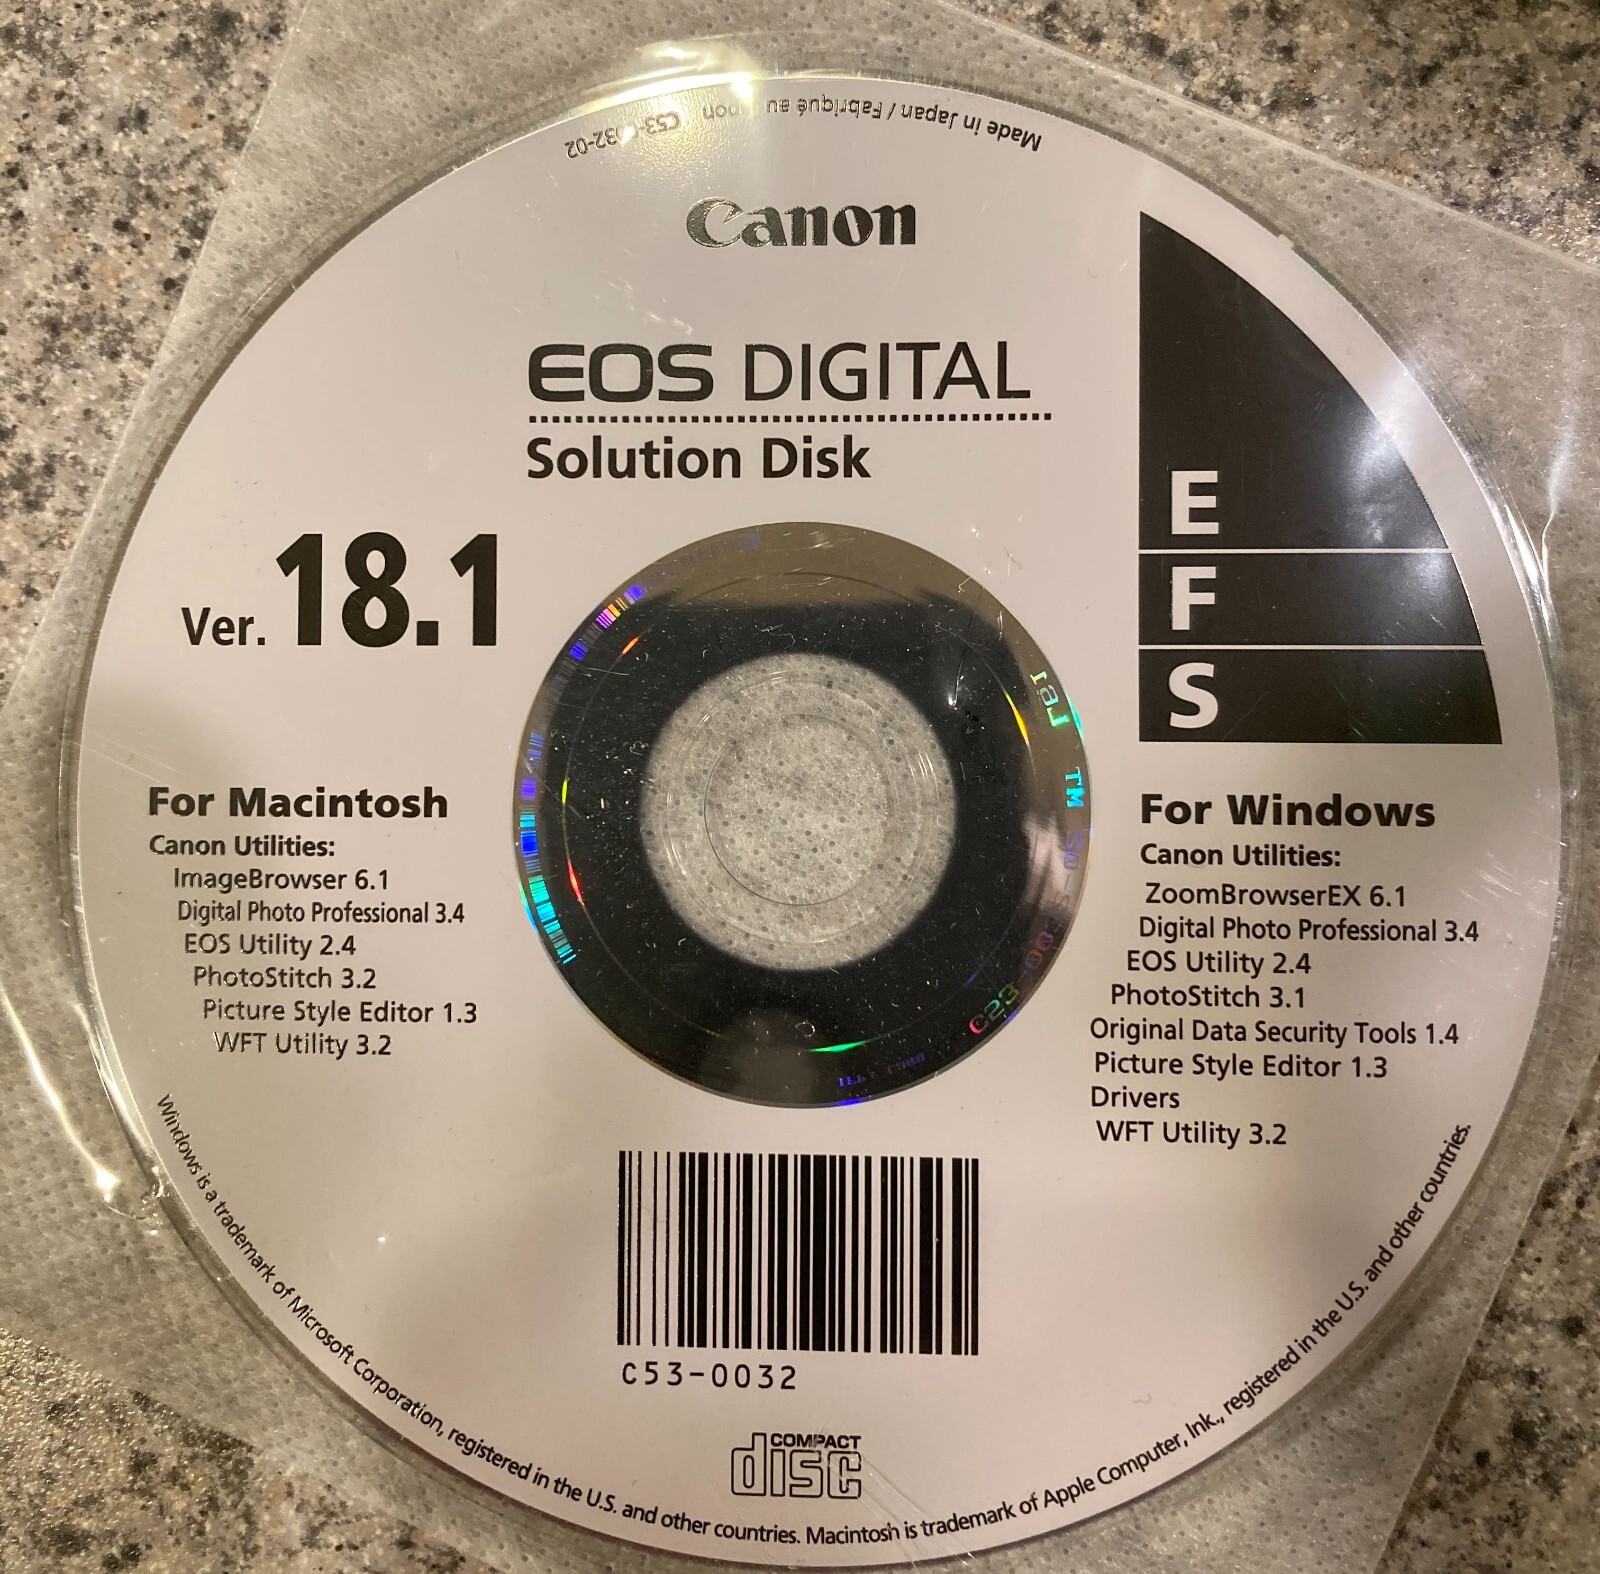 Made in Japan / Fabriqué au
Canon
EOS DIGITAL
Solution Disk
Ver. 18.1
E
F
S
For Macintosh
Canon Utilities:
ImageBrowser 6.1
Digital Photo Professional 3.4
EOS Utility 2.4
PhotoStitch 3.2
Picture Style Editor 1.3
WFT Utility 3.2
For Windows
Canon Utilities:
ZoomBrowserEX 6.1
Digital Photo Professional 3.4
EOS Utility 2.4
PhotoStitch 3.1
Original Data Security Tools 1.4
Picture Style Editor 1.3
Drivers
WFT Utility 3.2
C53-0032
COMPACT
disc
Windows is a trademark of Microsoft Corporation, registered in the U.S. and other countries. Macintosh is trademark of Apple Computer, Ink., registered in the U.S. and other countries.